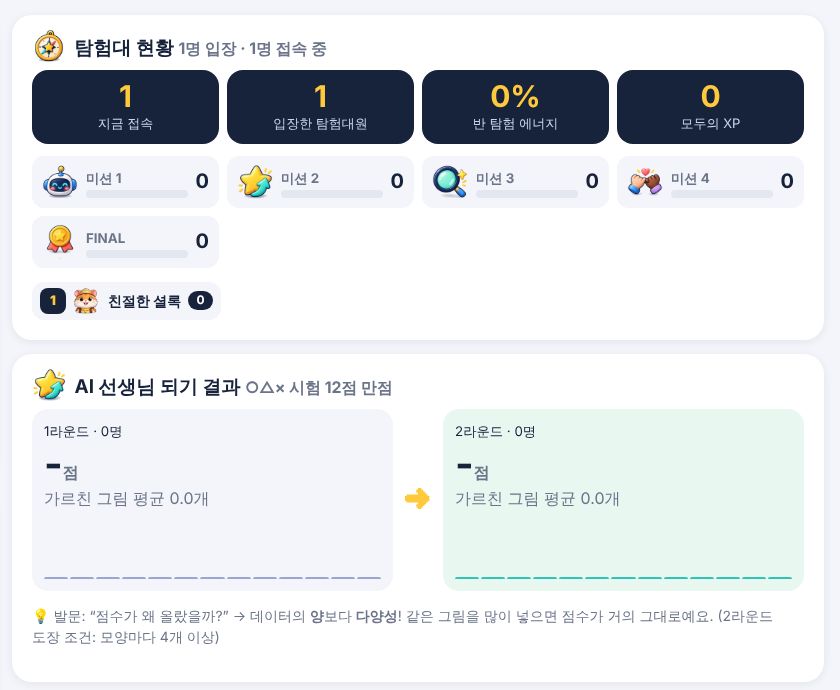 탐험대 현황 1명 입장 · 1명 접속 중
1
지금 접속
1
입장한 탐험대원
0%
반 탐험 에너지
0
모두의 XP
미션 1 0
미션 2 0
미션 3 0
미션 4 0
FINAL 0
1 친절한 셜록 0
AI 선생님 되기 결과 ○△× 시험 12점 만점
1라운드 · 0명
-점
가르친 그림 평균 0.0개
2라운드 · 0명
-점
가르친 그림 평균 0.0개
발문: “점수가 왜 올랐을까?” → 데이터의 양보다 다양성! 같은 그림을 많이 넣으면 점수가 거의 그대로예요. (2라운드
도장 조건: 모양마다 4개 이상)